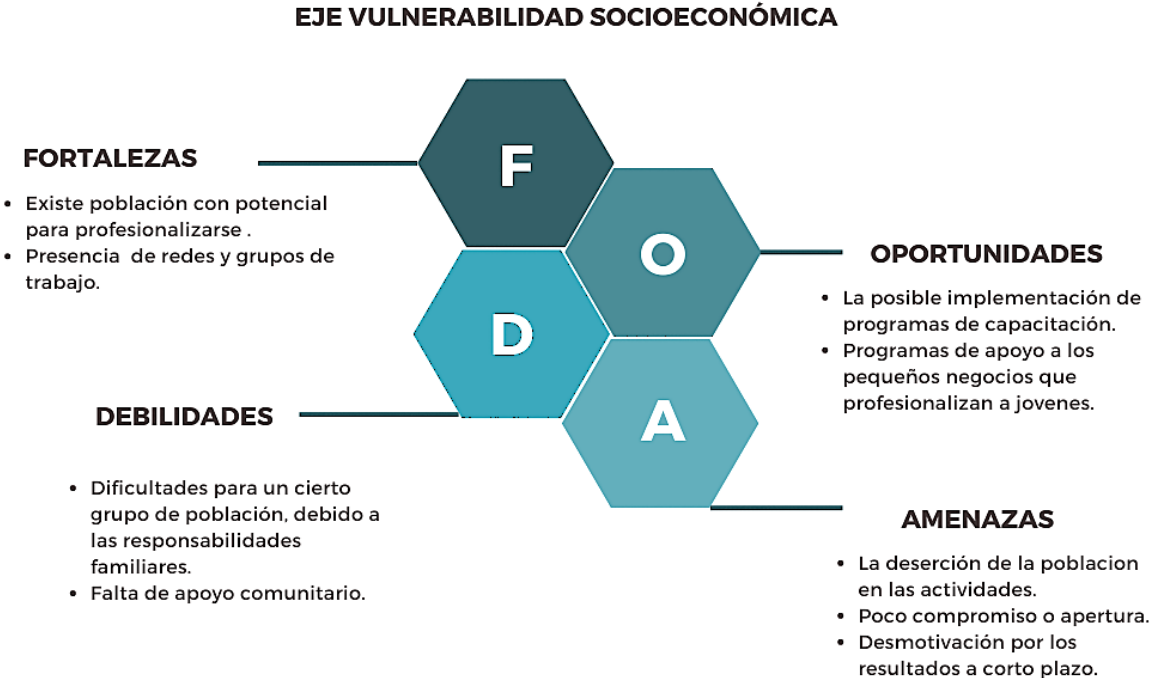 EJE VULNERABILIDAD SOCIOECONÓMICA
F
FORTALEZAS
• Existe población con potencial
para profesionalizarse .
• Presencia de redes y grupos de
trabajo.
O
OPORTUNIDADES
• La posible implementación de
programas de capacitación.
• Programas de apoyo a los
pequeños negocios que
profesionalizan a jovenes.
D
DEBILIDADES
• Dificultades para un cierto
grupo de población, debido a
las responsabilidades
familiares.
• Falta de apoyo comunitario.
A
AMENAZAS
• La deserción de la poblacion
en las actividades.
• Poco compromiso o apertura.
• Desmotivación por los
resultados a corto plazo.